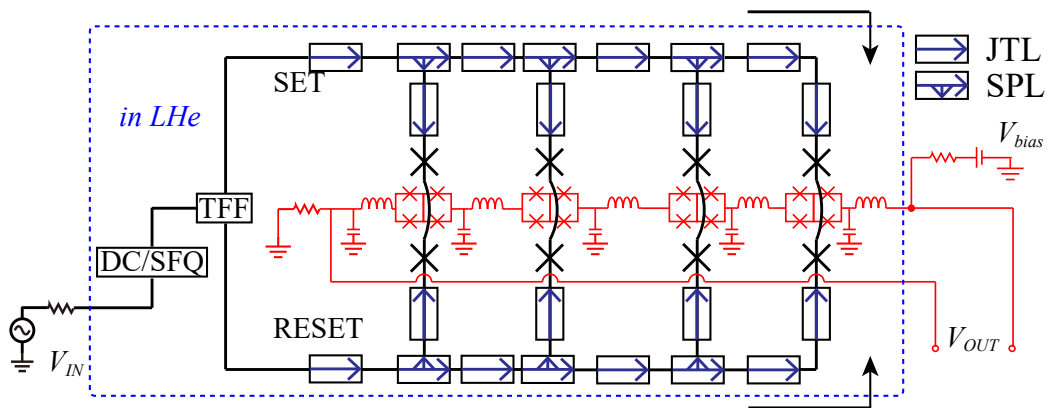 JTL
SET
SPL
in LHe
V_bias
TFF
DC/SFQ
RESET
V_IN
V_OUT